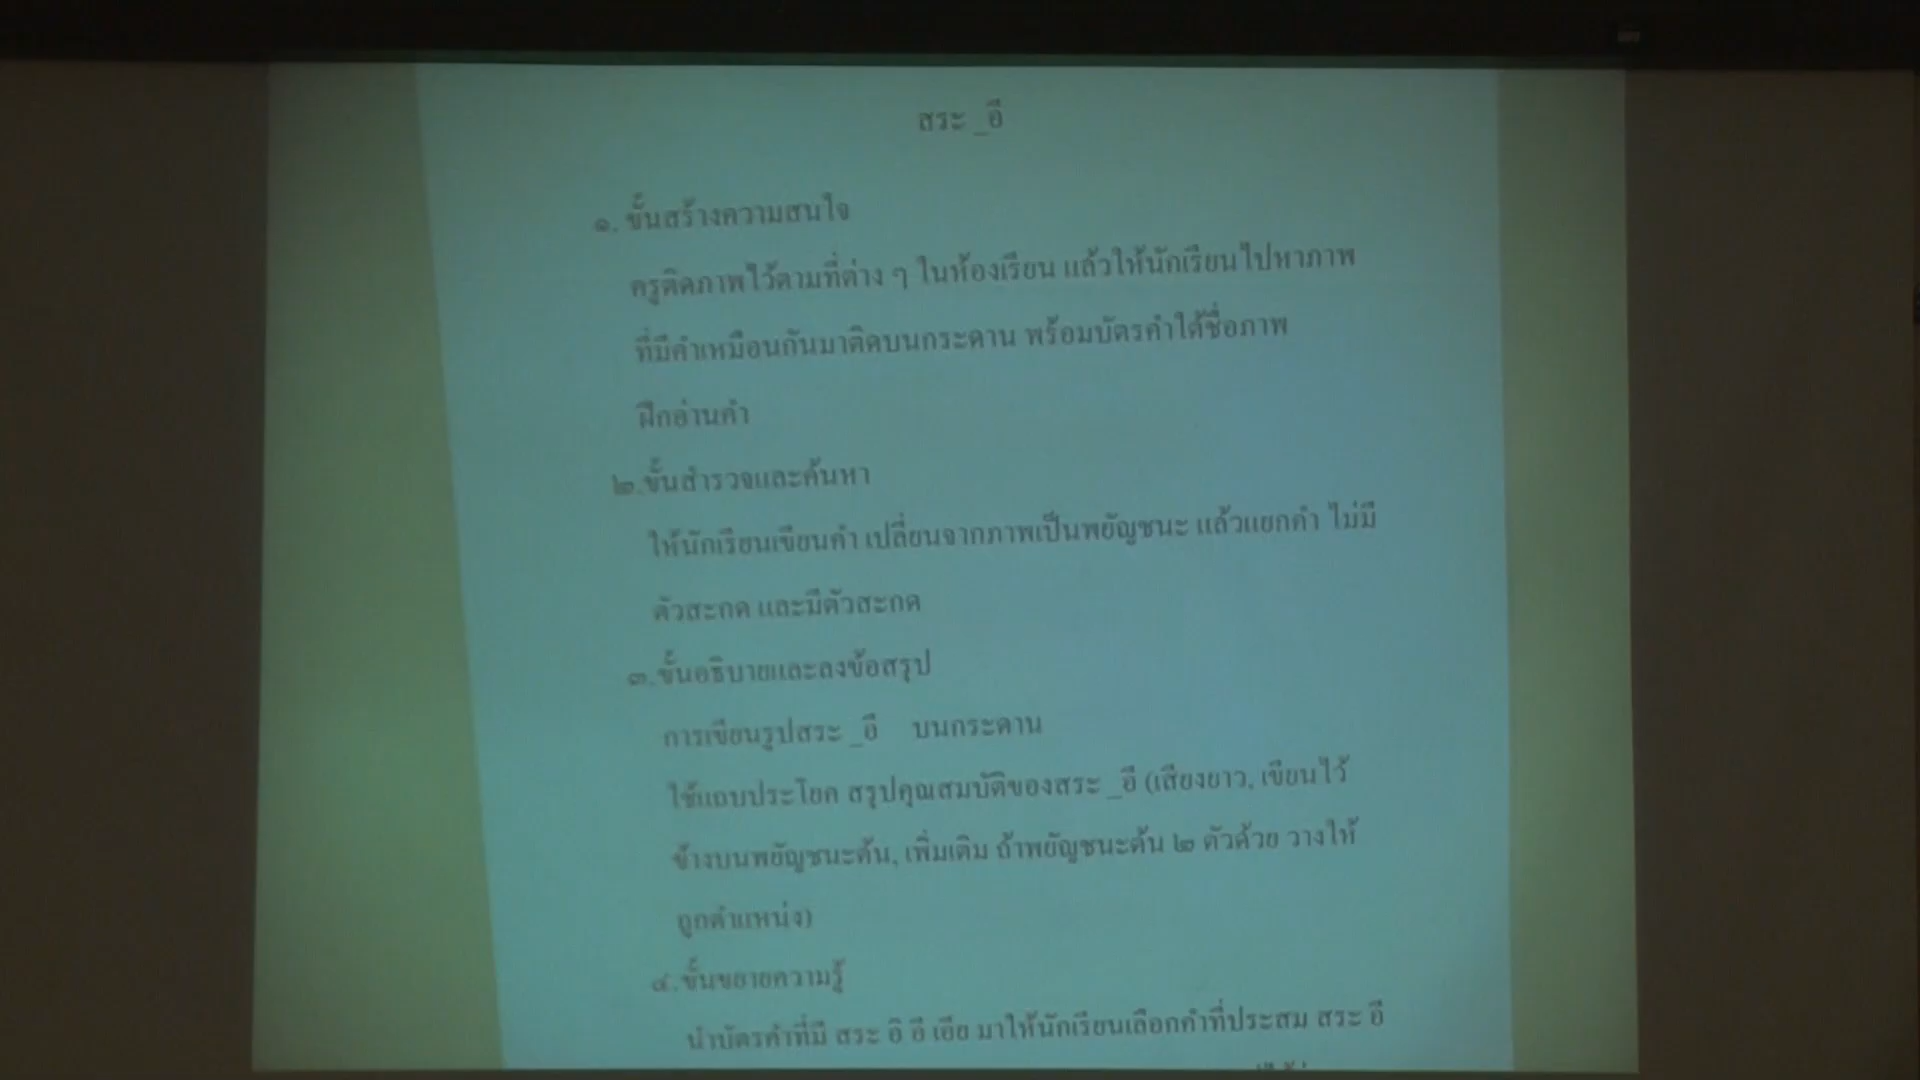 สระ _อี
๑. ขั้นสร้างความสนใจ
ครูติดภาพไว้ตามที่ต่าง ๆ ในห้องเรียน แล้วให้นักเรียนไปหาภาพ
ที่มีคำเหมือนกันมาติดบนกระดาน พร้อมบัตรคำใต้ชื่อภาพ
ฝึกอ่านคำ
๒.ขั้นสำรวจและค้นหา
ให้นักเรียนเขียนคำ เปลี่ยนจากภาพเป็นพยัญชนะ แล้วแยกคำ ไม่มี
ตัวสะกด และมีตัวสะกด
๓.ขั้นอธิบายและลงข้อสรุป
การเขียนรูปสระ _อี บนกระดาน
ใช้แถบประโยค สรุปคุณสมบัติของสระ _อี (เสียงยาว, เขียนไว้
ข้างบนพยัญชนะต้น, เพิ่มเติม ถ้าพยัญชนะต้น ๒ ตัวด้วย วางให้
ถูกตำแหน่ง)
๔.ขั้นขยายความรู้
นำบัตรคำที่มี สระ อิ อี เอีย มาให้นักเรียนเลือกคำที่ประสม สระ อี